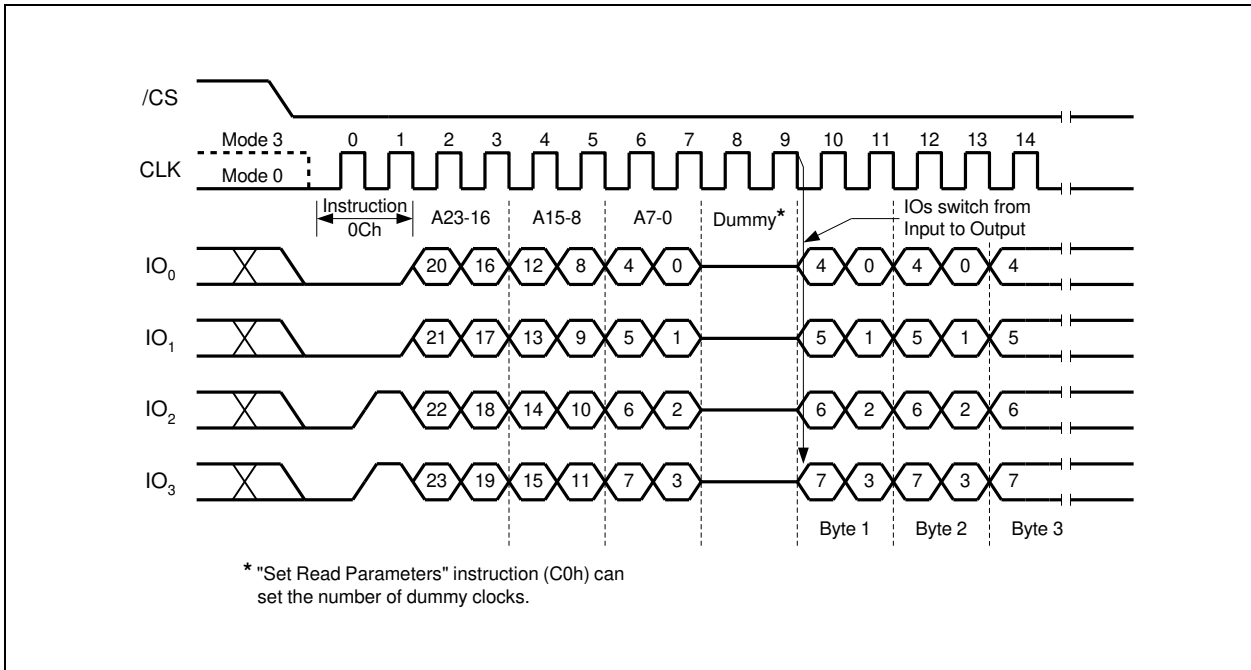 /CS
Mode 3 0 1 2 3 4 5 6 7 8 9 10 11 12 13 14
CLK
Mode 0
Instruction
0Ch
A23-16 A15-8 A7-0 Dummy*
IOs switch from
Input to Output
IO0 20 16 12 8 4 0 4 0 4 0 4
IO1 21 17 13 9 5 1 5 1 5 1 5
IO2 22 18 14 10 6 2 6 2 6 2 6
IO3 23 19 15 11 7 3 7 3 7 3 7
Byte 1 Byte 2 Byte 3
* "Set Read Parameters" instruction (C0h) can
set the number of dummy clocks.